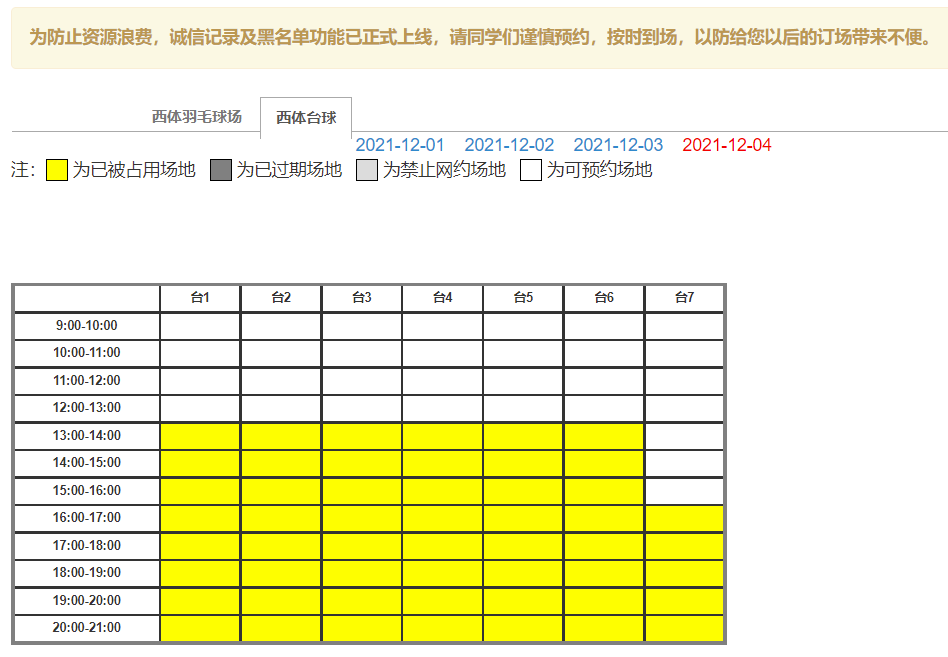 为防止资源浪费，诚信记录及黑名单功能已正式上线，请同学们谨慎预约，按时到场，以防给您以后的订场带来不便。
西体羽毛球场 西体台球
2021-12-01 2021-12-02 2021-12-03 2021-12-04
注： 为已被占用场地 为已过期场地 为禁止网约场地 为可预约场地
台1 台2 台3 台4 台5 台6 台7
9:00-10:00
10:00-11:00
11:00-12:00
12:00-13:00
13:00-14:00
14:00-15:00
15:00-16:00
16:00-17:00
17:00-18:00
18:00-19:00
19:00-20:00
20:00-21:00